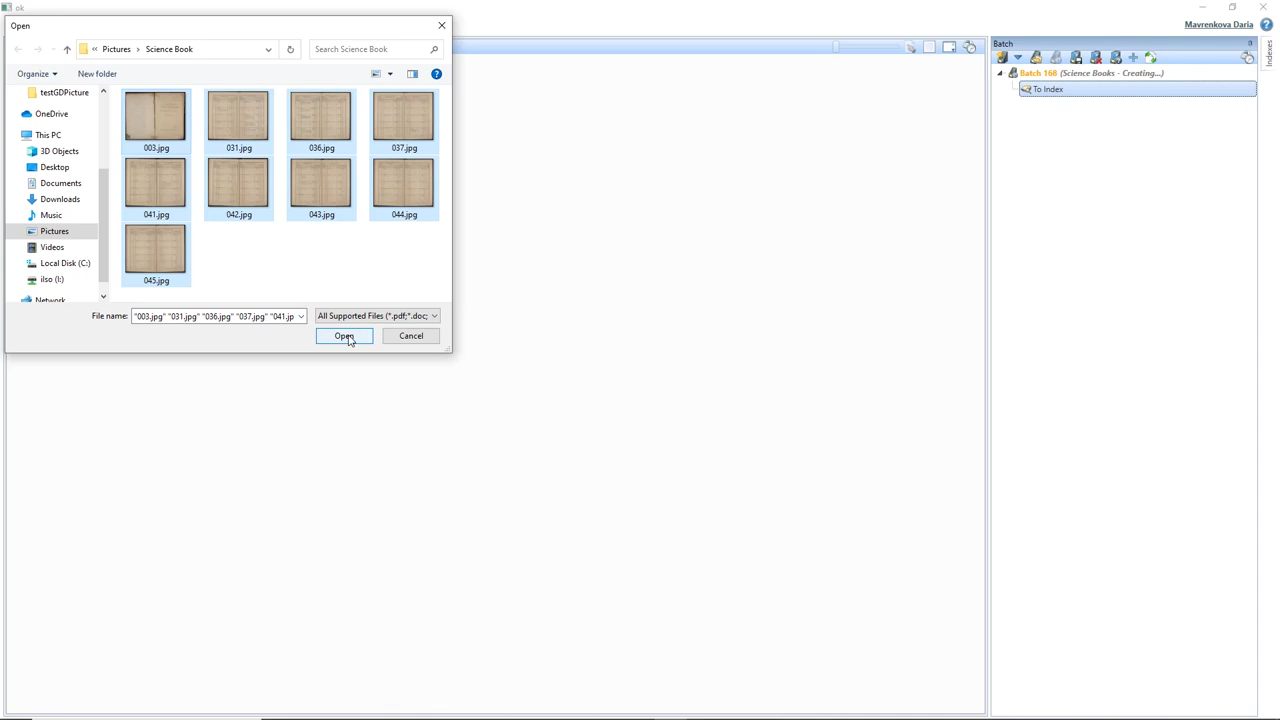 ok
Open
Mavrenkova Daria
Pictures Science Book
Search Science Book
Batch
Indexes
Organize
New folder
Batch 168 (Science Books - Creating...)
To Index
testGDPicture
OneDrive
This PC
3D Objects
Desktop
Documents
Downloads
Music
Pictures
Videos
Local Disk (C:)
ilso (I:)
Network
003.jpg
031.jpg
036.jpg
037.jpg
041.jpg
042.jpg
043.jpg
044.jpg
045.jpg
File name:
"003.jpg" "031.jpg" "036.jpg" "037.jpg" "041.jp
All Supported Files (*.pdf;*.doc;
Open
Cancel